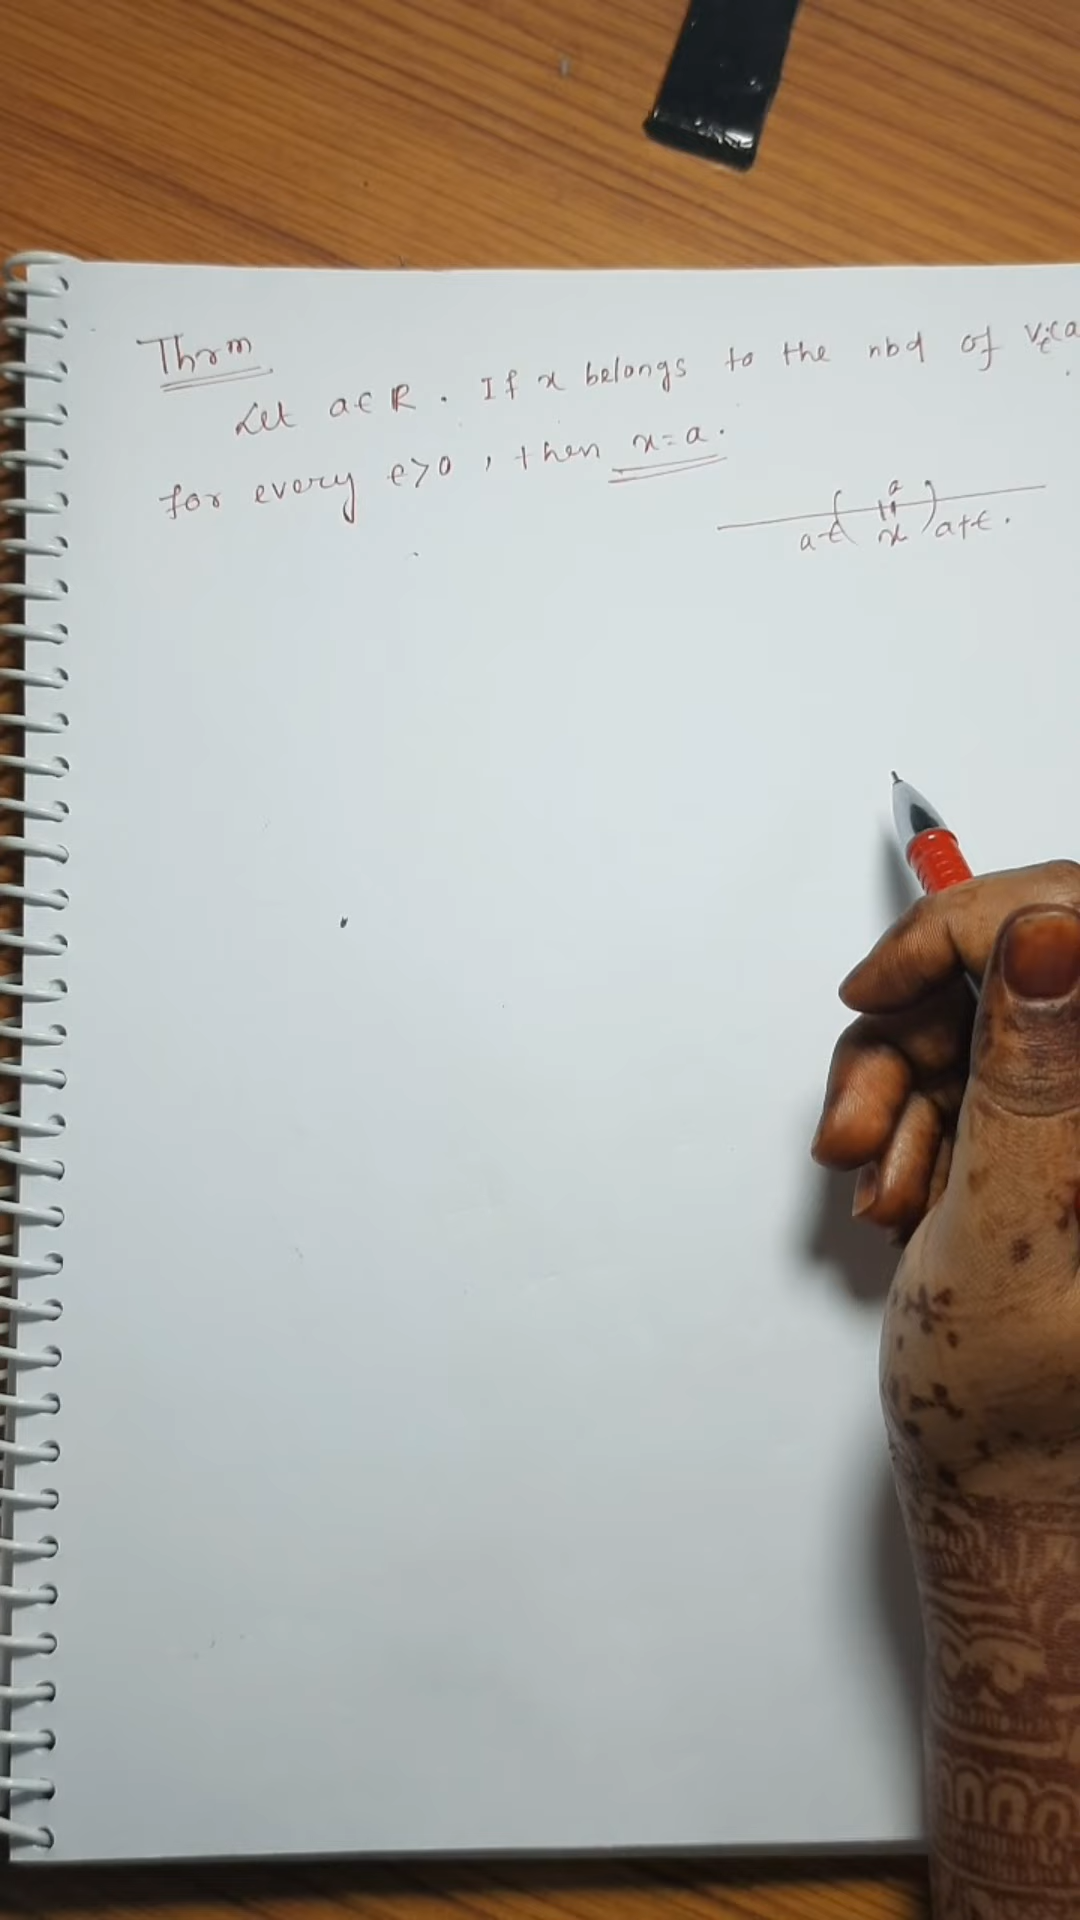 Thrm
Let a∈R. If x belongs to the nbd of Vε(a
for every ε>0, then x=a.
a
a-ε x a+ε.